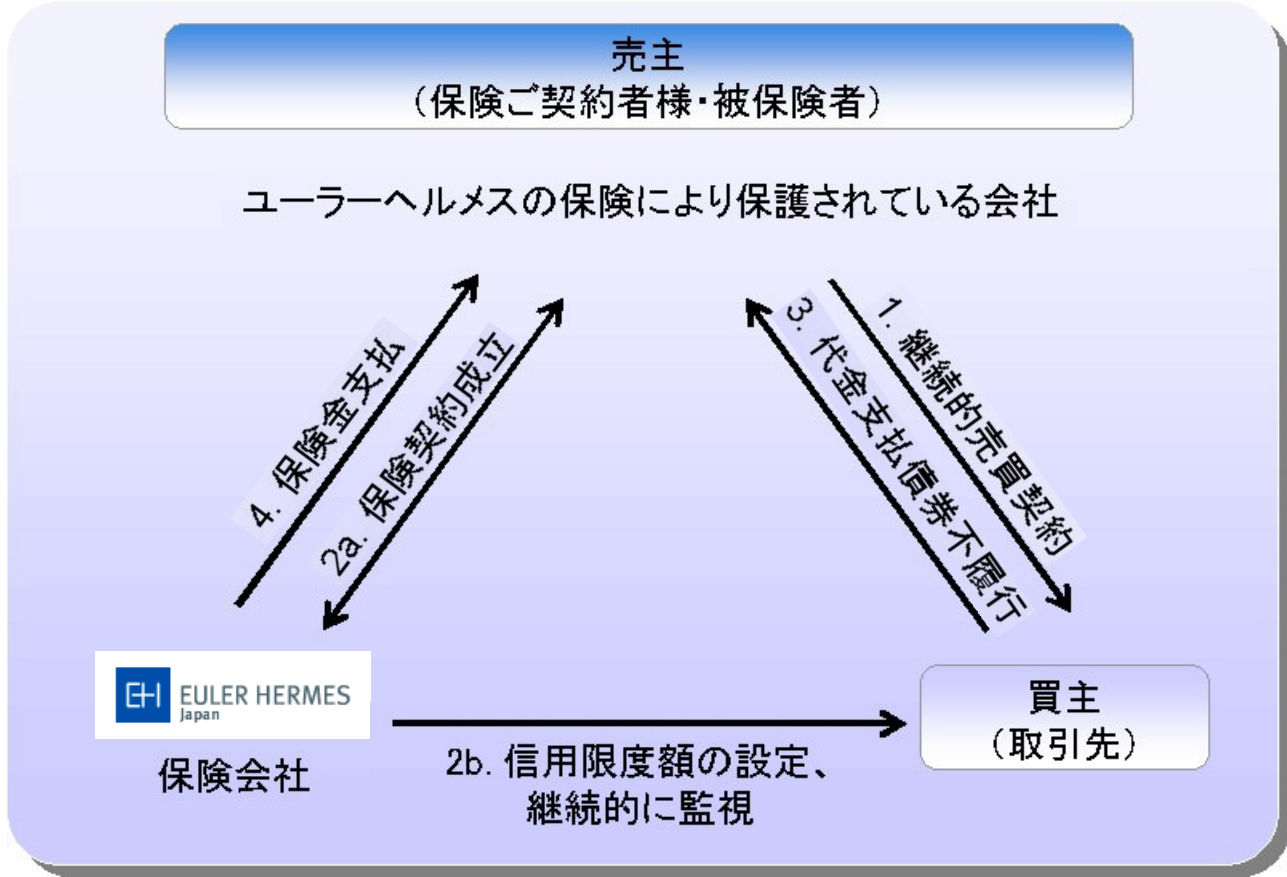 売主
（保険ご契約者様・被保険者）
ユーラーヘルメスの保険により保護されている会社
4. 保険金支払
2a. 保険契約成立
3. 代金支払債券不履行
1. 継続的売買契約
EH EULER HERMES
Japan
保険会社
2b. 信用限度額の設定、
継続的に監視
買主
（取引先）